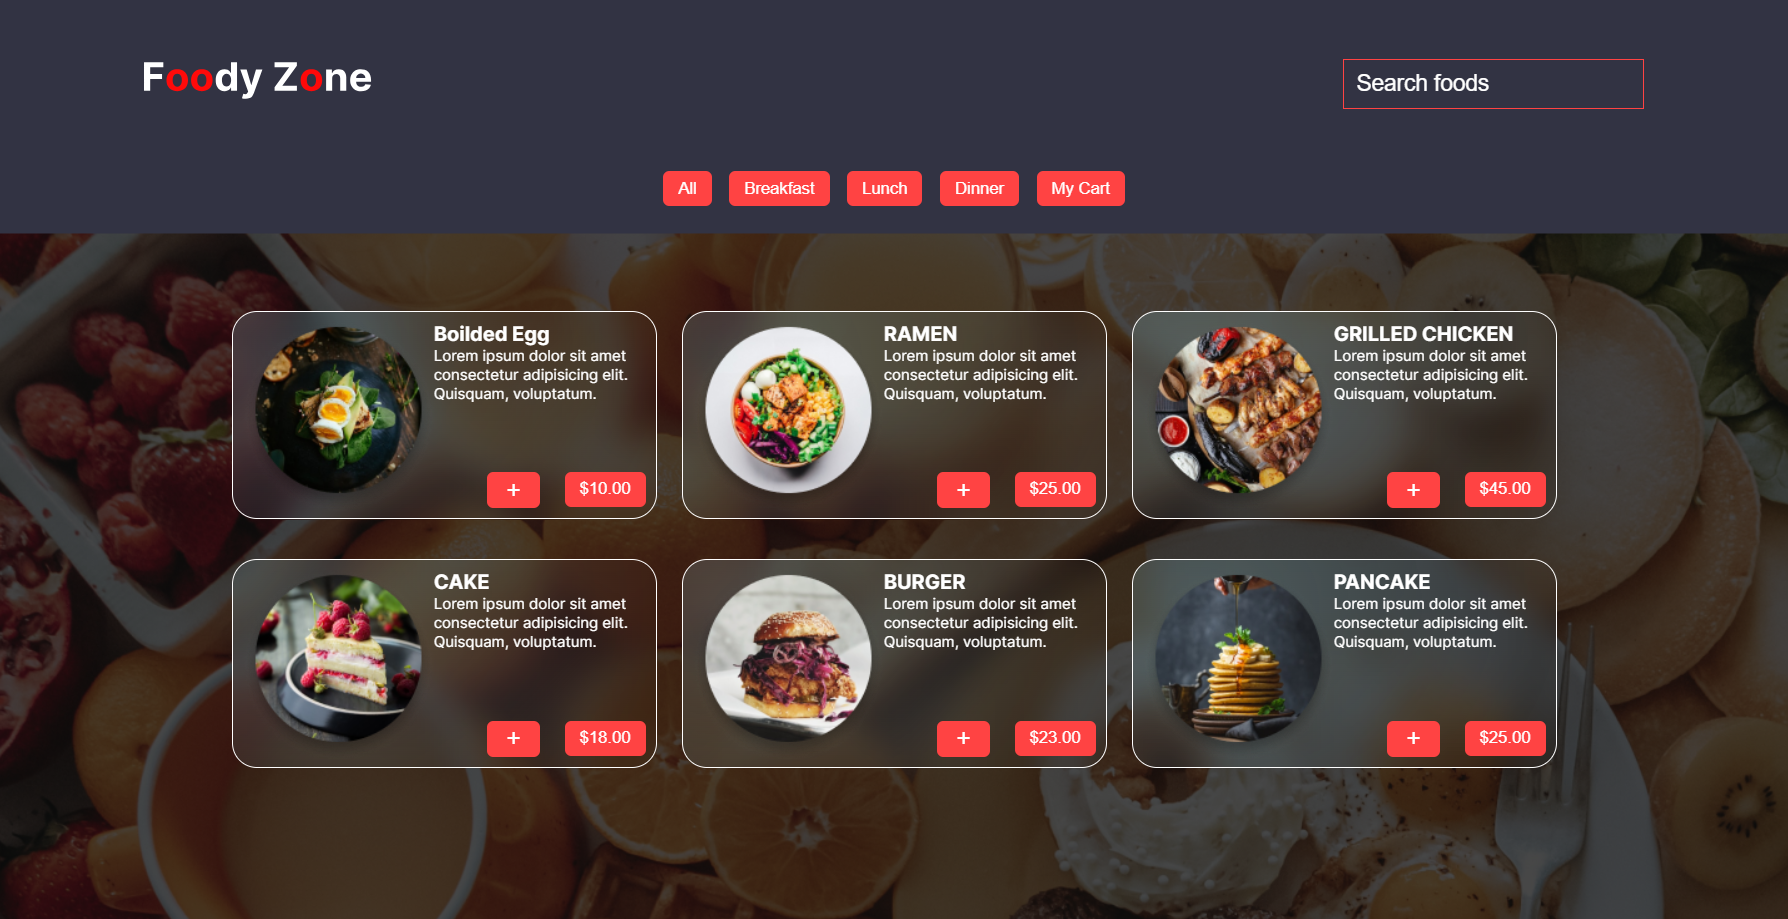 Foody Zone
Search foods
All
Breakfast
Lunch
Dinner
My Cart
Boilded Egg
Lorem ipsum dolor sit amet
consectetur adipisicing elit.
Quisquam, voluptatum.
+
$10.00
RAMEN
Lorem ipsum dolor sit amet
consectetur adipisicing elit.
Quisquam, voluptatum.
+
$25.00
GRILLED CHICKEN
Lorem ipsum dolor sit amet
consectetur adipisicing elit.
Quisquam, voluptatum.
+
$45.00
CAKE
Lorem ipsum dolor sit amet
consectetur adipisicing elit.
Quisquam, voluptatum.
+
$18.00
BURGER
Lorem ipsum dolor sit amet
consectetur adipisicing elit.
Quisquam, voluptatum.
+
$23.00
PANCAKE
Lorem ipsum dolor sit amet
consectetur adipisicing elit.
Quisquam, voluptatum.
+
$25.00